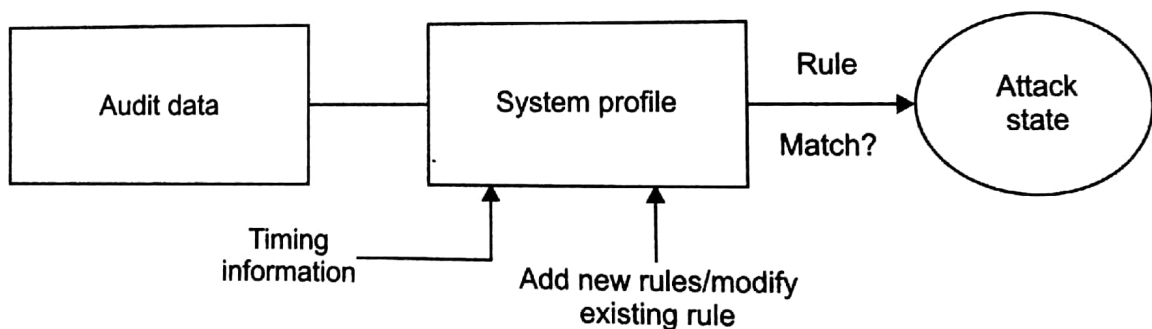 Audit data
System profile
Rule
Match?
Attack
state
Timing
information
Add new rules/modify
existing rule